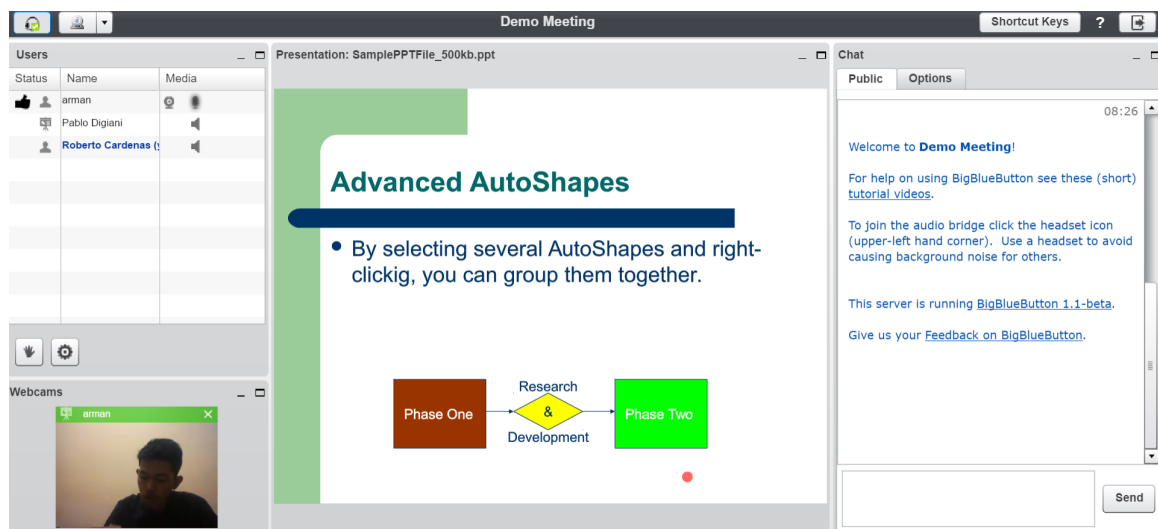 Demo Meeting
Shortcut Keys
?
Users
Status Name Media
arman
Pablo Digiani
Roberto Cardenas (y
Webcams
arman
Presentation: SamplePPTFile_500kb.ppt
Advanced AutoShapes
• By selecting several AutoShapes and right-
clickig, you can group them together.
Phase One
Research
&
Development
Phase Two
Chat
Public Options
08:26
Welcome to Demo Meeting!
For help on using BigBlueButton see these (short)
tutorial videos.
To join the audio bridge click the headset icon
(upper-left hand corner). Use a headset to avoid
causing background noise for others.
This server is running BigBlueButton 1.1-beta.
Give us your Feedback on BigBlueButton.
Send